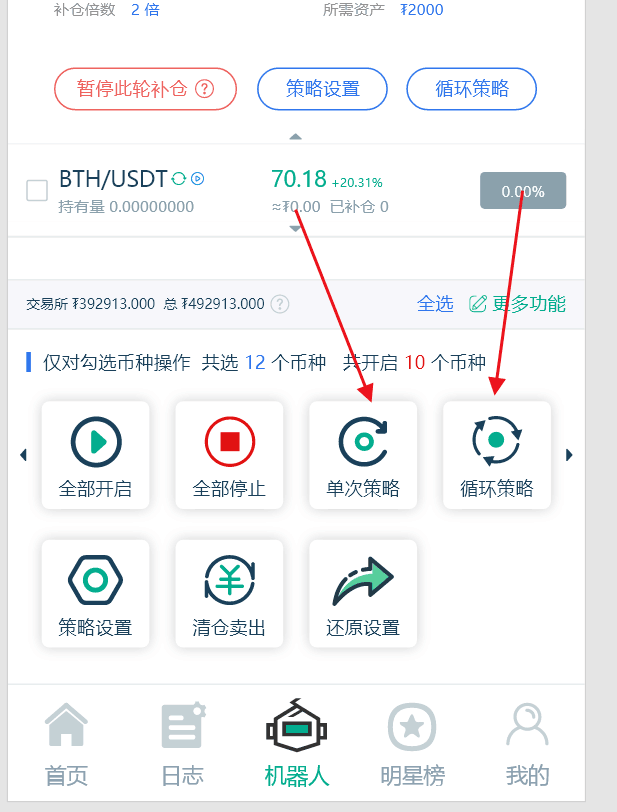 补仓倍数 2 倍 所需资产 ₮2000
暂停此轮补仓 ? 策略设置 循环策略
BTH/USDT 70.18 +20.31% 0.00%
持有量 0.00000000 ≈₮0.00 已补仓 0
交易所 ₮392913.000 总 ₮492913.000 ? 全选 更多功能
仅对勾选币种操作 共选 12 个币种 共开启 10 个币种
全部开启 全部停止 单次策略 循环策略
策略设置 清仓卖出 还原设置
首页 日志 机器人 明星榜 我的